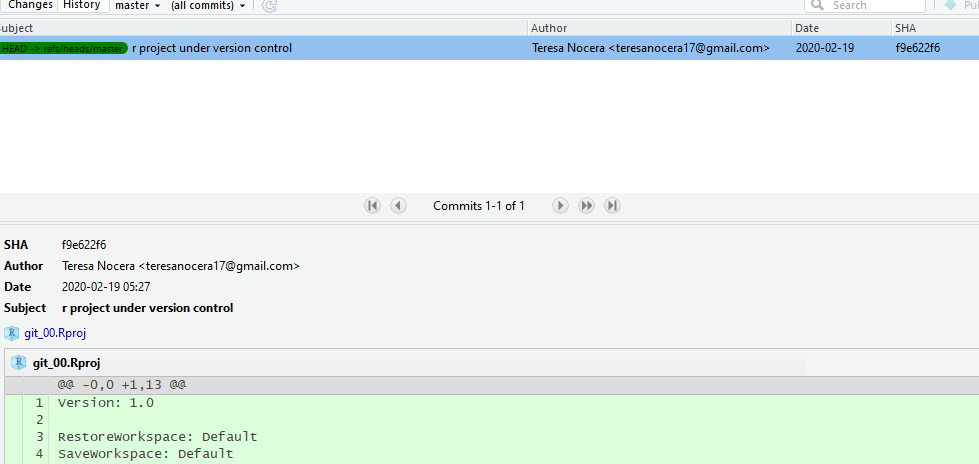 Changes History master (all commits) Search Pu
Subject Author Date SHA
HEAD -> refs/heads/master r project under version control Teresa Nocera <teresanocera17@gmail.com> 2020-02-19 f9e622f6
Commits 1-1 of 1
SHA f9e622f6
Author Teresa Nocera <teresanocera17@gmail.com>
Date 2020-02-19 05:27
Subject r project under version control
git_00.Rproj
git_00.Rproj
@@ -0,0 +1,13 @@
1 Version: 1.0
2
3 RestoreWorkspace: Default
4 SaveWorkspace: Default